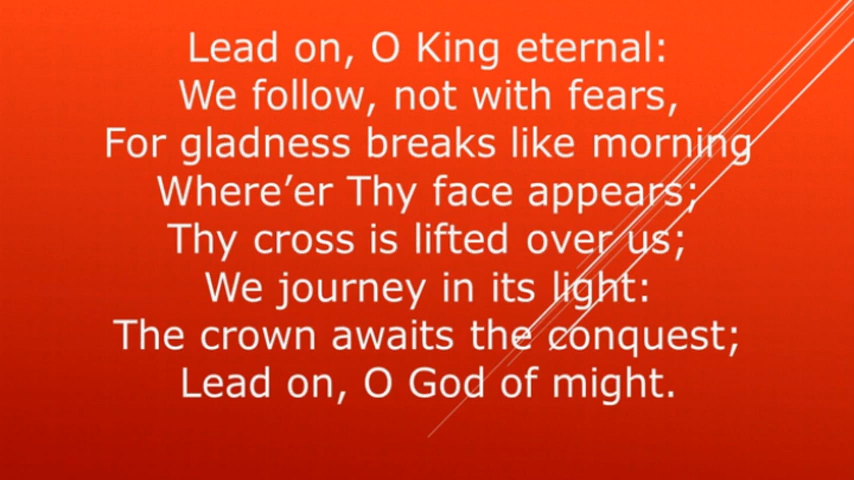 Lead on, O King eternal:
We follow, not with fears,
For gladness breaks like morning
Where’er Thy face appears;
Thy cross is lifted over us;
We journey in its light:
The crown awaits the conquest;
Lead on, O God of might.